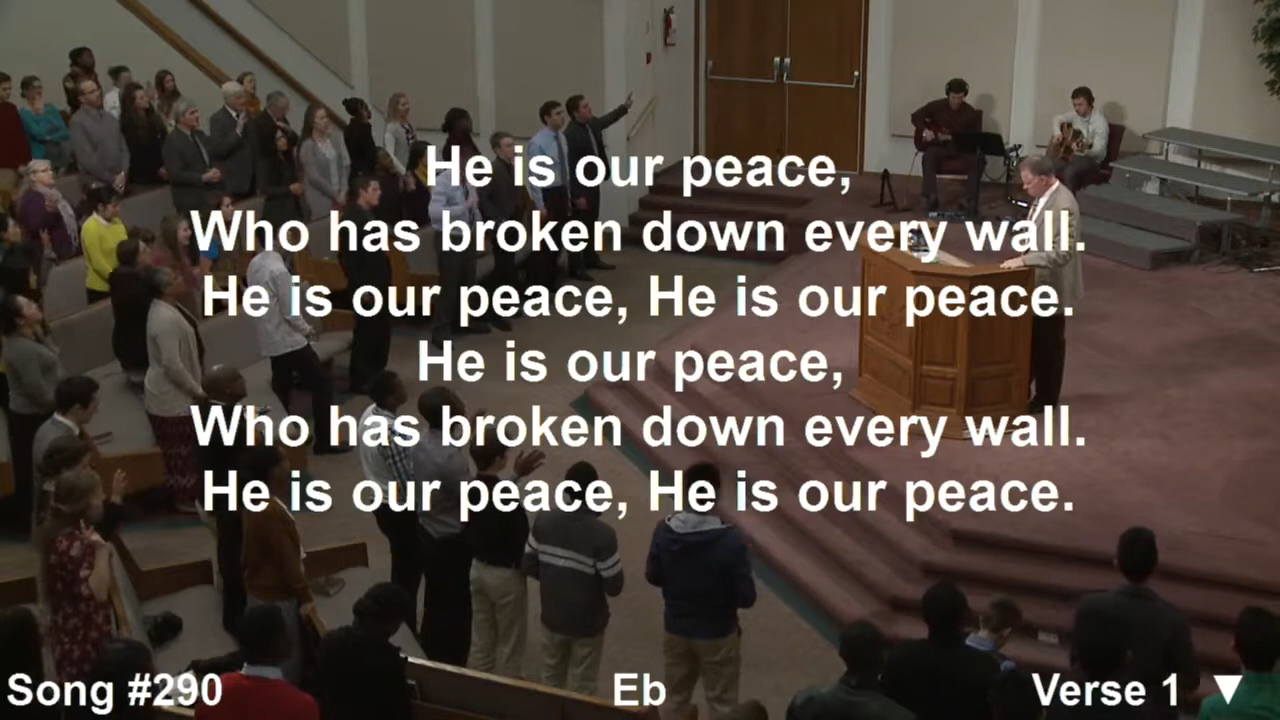 He is our peace,
Who has broken down every wall.
He is our peace, He is our peace.
He is our peace,
Who has broken down every wall.
He is our peace, He is our peace.
Song #290 Eb Verse 1 ▼